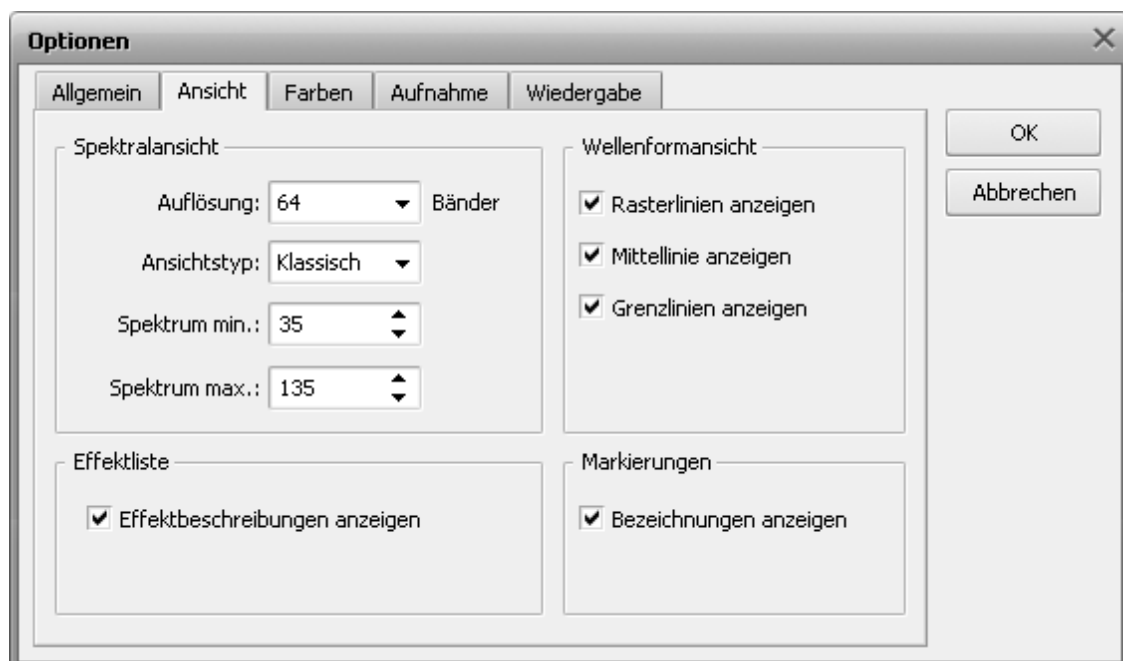 Optionen
Allgemein Ansicht Farben Aufnahme Wiedergabe
Spektralansicht
Auflösung: 64 Bänder
Ansichtstyp: Klassisch
Spektrum min.: 35
Spektrum max.: 135
Wellenformansicht
Rasterlinien anzeigen
Mittellinie anzeigen
Grenzlinien anzeigen
Effektliste
Effektbeschreibungen anzeigen
Markierungen
Bezeichnungen anzeigen
OK
Abbrechen